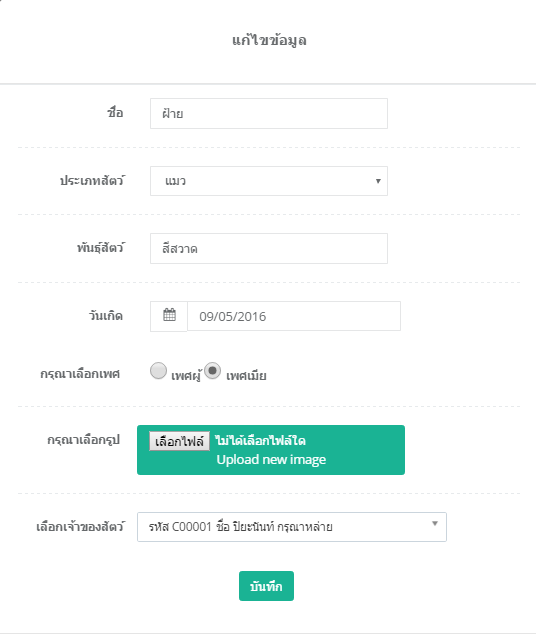 แก้ไขข้อมูล
ชื่อ ฝ้าย
ประเภทสัตว์ แมว
พันธุ์สัตว์ สีสวาด
วันเกิด 09/05/2016
กรุณาเลือกเพศ เพศผู้ เพศเมีย
กรุณาเลือกรูป เลือกไฟล์ ไม่ได้เลือกไฟล์ใด
Upload new image
เลือกเจ้าของสัตว์ รหัส C00001 ชื่อ ปิยะนันท์ กรุณาหล่าย
บันทึก